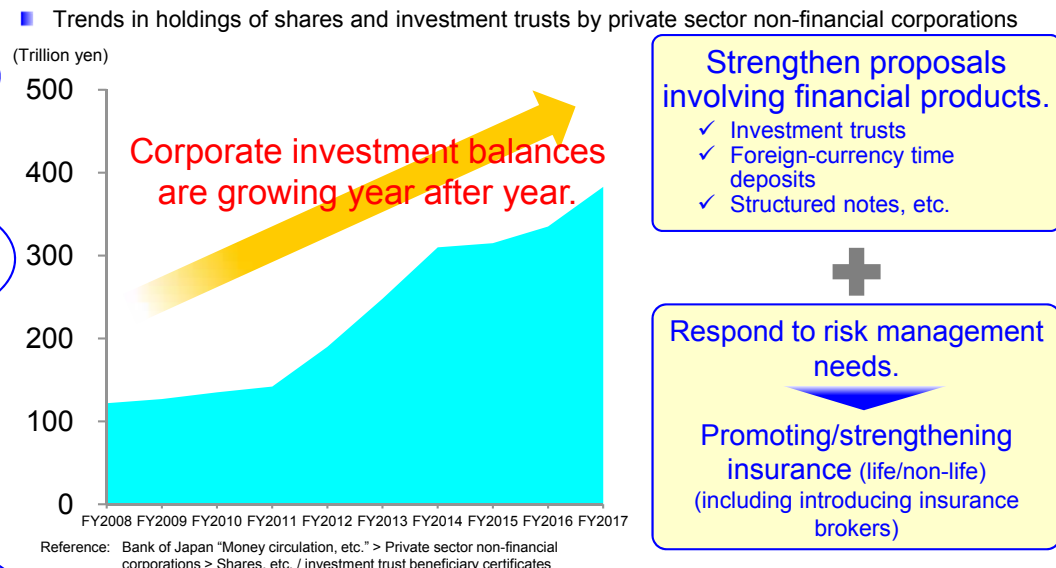 Trends in holdings of shares and investment trusts by private sector non-financial corporations
(Trillion yen)
500
400
300
200
100
0
Corporate investment balances
are growing year after year.
FY2008 FY2009 FY2010 FY2011 FY2012 FY2013 FY2014 FY2015 FY2016 FY2017
Reference: Bank of Japan “Money circulation, etc.” > Private sector non-financial
corporations > Shares, etc. / investment trust beneficiary certificates
Strengthen proposals
involving financial products.
✓ Investment trusts
✓ Foreign-currency time
deposits
✓ Structured notes, etc.
Respond to risk management
needs.
Promoting/strengthening
insurance (life/non-life)
(including introducing insurance
brokers)